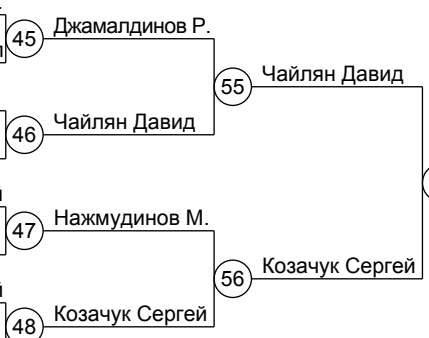 45
Джамалдинов Р.
55
Чайлян Давид
46
Чайлян Давид
47
Нажмудинов М.
56
Козачук Сергей
48
Козачук Сергей